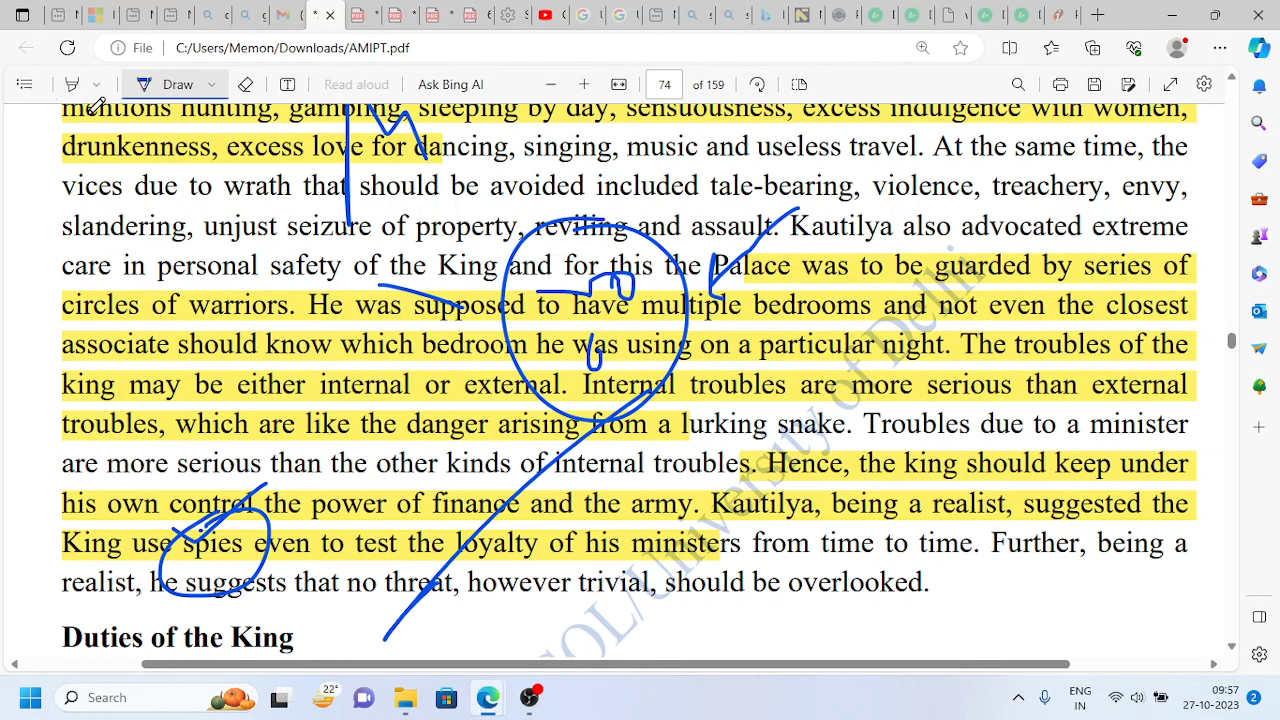 File
C:/Users/Memon/Downloads/AMIPT.pdf
Draw
Read aloud
Ask Bing AI
74
of 159
mentions hunting, gambling, sleeping by day, sensuousness, excess indulgence with women,
drunkenness, excess love for dancing, singing, music and useless travel. At the same time, the
vices due to wrath that should be avoided included tale-bearing, violence, treachery, envy,
slandering, unjust seizure of property, reviling and assault. Kautilya also advocated extreme
care in personal safety of the King and for this the Palace was to be guarded by series of
circles of warriors. He was supposed to have multiple bedrooms and not even the closest
associate should know which bedroom he was using on a particular night. The troubles of the
king may be either internal or external. Internal troubles are more serious than external
troubles, which are like the danger arising from a lurking snake. Troubles due to a minister
are more serious than the other kinds of internal troubles. Hence, the king should keep under
his own control the power of finance and the army. Kautilya, being a realist, suggested the
King use spies even to test the loyalty of his ministers from time to time. Further, being a
realist, he suggests that no threat, however trivial, should be overlooked.
Duties of the King
COL/University of Delhi
Search
22°
ENG
IN
09:57
27-10-2023
2